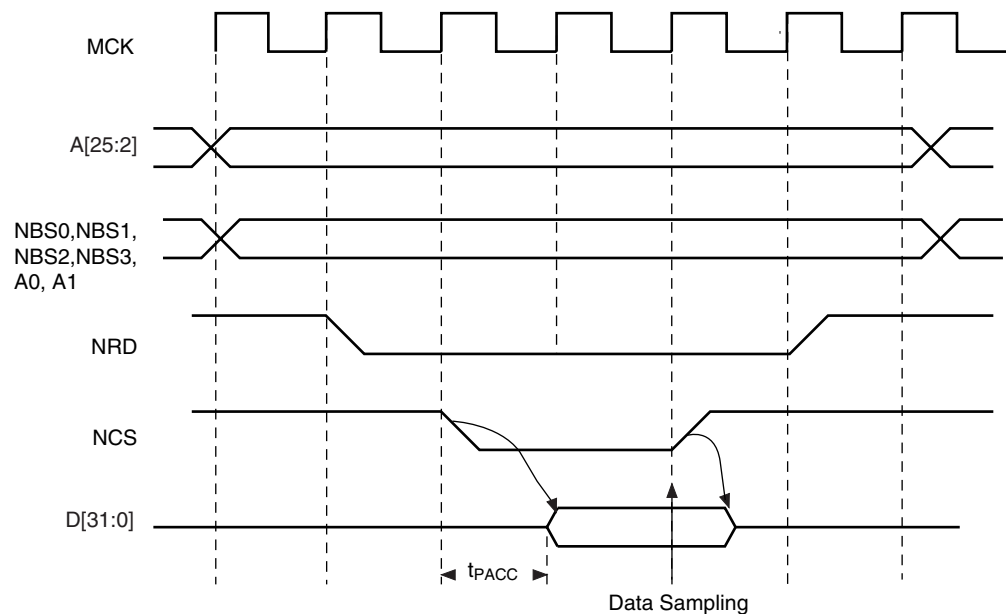 MCK
A[25:2]
NBS0,NBS1,
NBS2,NBS3,
A0, A1
NRD
NCS
D[31:0]
tPACC
Data Sampling